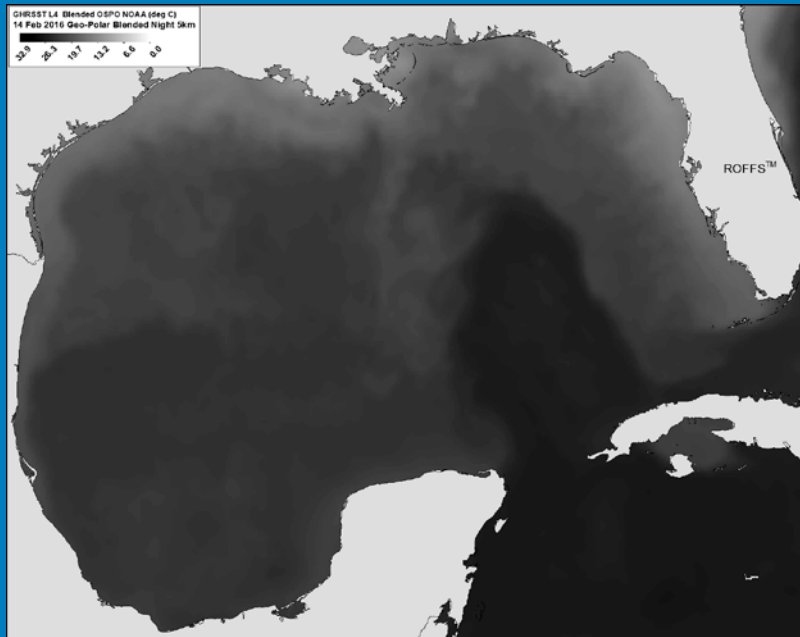 GHRSST L4 Blended OSPO NOAA (deg C)
14 Feb 2016 Geo-Polar Blended Night 5km
32.9 26.3 19.7 13.2 6.6 0.0
ROFFS™